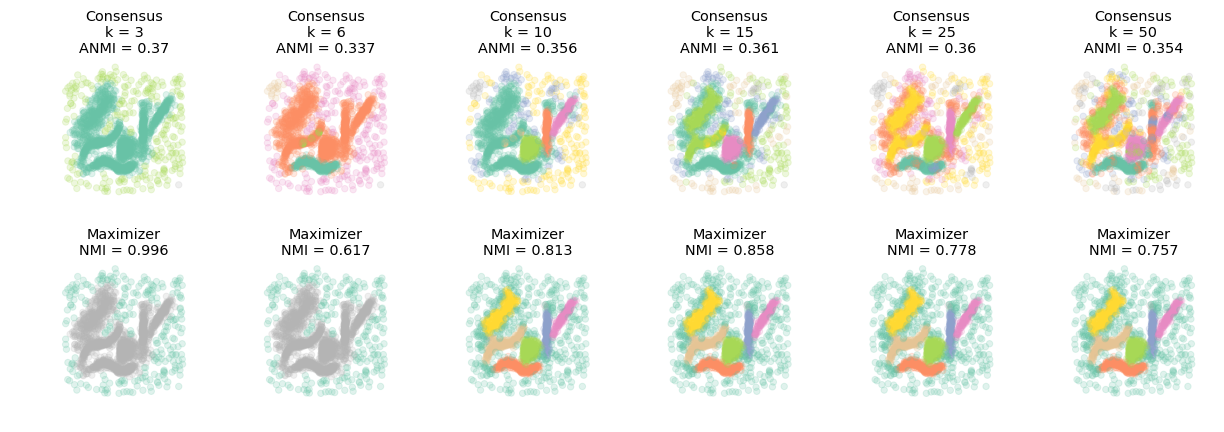 Consensus
k = 3
ANMI = 0.37
Consensus
k = 6
ANMI = 0.337
Consensus
k = 10
ANMI = 0.356
Consensus
k = 15
ANMI = 0.361
Consensus
k = 25
ANMI = 0.36
Consensus
k = 50
ANMI = 0.354
Maximizer
NMI = 0.996
Maximizer
NMI = 0.617
Maximizer
NMI = 0.813
Maximizer
NMI = 0.858
Maximizer
NMI = 0.778
Maximizer
NMI = 0.757